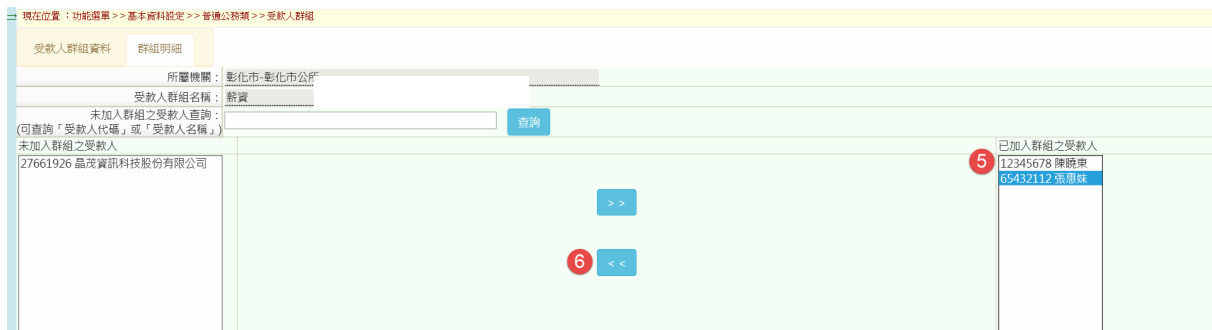 現在位置：功能選單>>基本資料設定>>普通公務類>>受款人群組
受款人群組資料 群組明細
所屬機關： 彰化市-彰化市公所
受款人群組名稱： 薪資
未加入群組之受款人查詢：
(可查詢「受款人代碼」或「受款人名稱」) 查詢
未加入群組之受款人 已加入群組之受款人
27661926 晶茂資訊科技股份有限公司 5 12345678 陳曉東
65432112 張惠妹
>>
6 <<